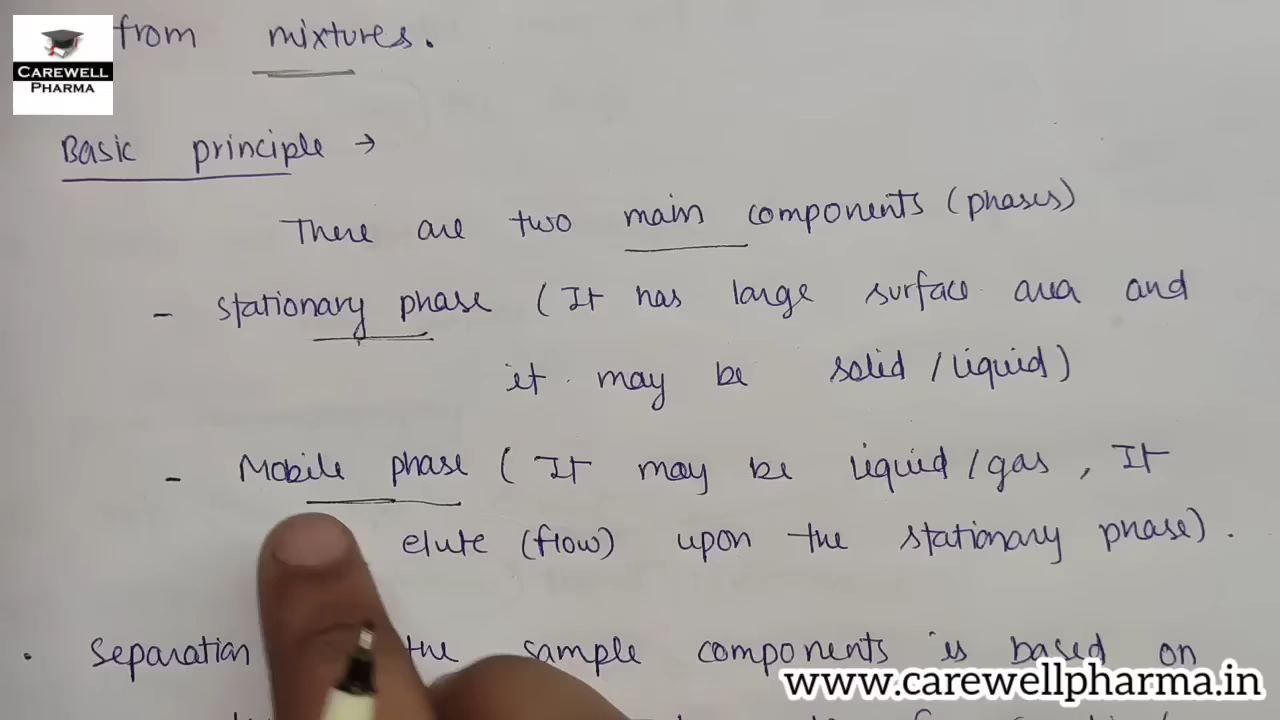 CAREWELL
PHARMA
from mixtures.
Basic principle →
There are two main components (phases)
- Stationary phase (It has large surface area and
it may be solid/liquid)
- Mobile phase (It may be liquid/gas, It
elute (flow) upon the stationary phase).
• Separation the sample components is based on
www.carewellpharma.in